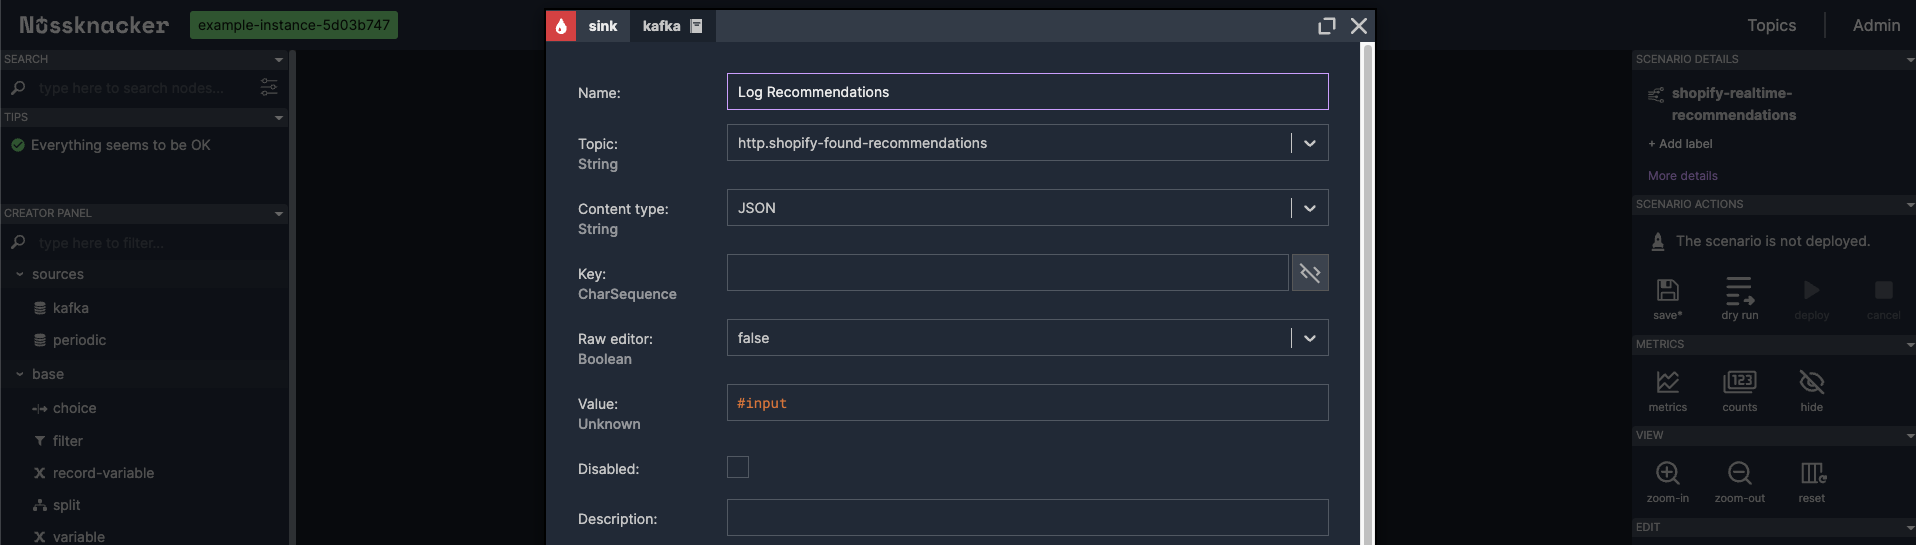 Nussknacker
example-instance-5d03b747
Topics
Admin
SEARCH
type here to search nodes...
TIPS
Everything seems to be OK
CREATOR PANEL
type here to filter...
sources
kafka
periodic
base
choice
filter
record-variable
split
variable
sink
kafka
Name:
Log Recommendations
Topic:
String
http.shopify-found-recommendations
Content type:
String
JSON
Key:
CharSequence
Raw editor:
Boolean
false
Value:
Unknown
#input
Disabled:
Description:
SCENARIO DETAILS
shopify-realtime-
recommendations
+ Add label
More details
SCENARIO ACTIONS
The scenario is not deployed.
save*
dry run
deploy
cancel
METRICS
123
metrics
counts
hide
VIEW
zoom-in
zoom-out
reset
EDIT